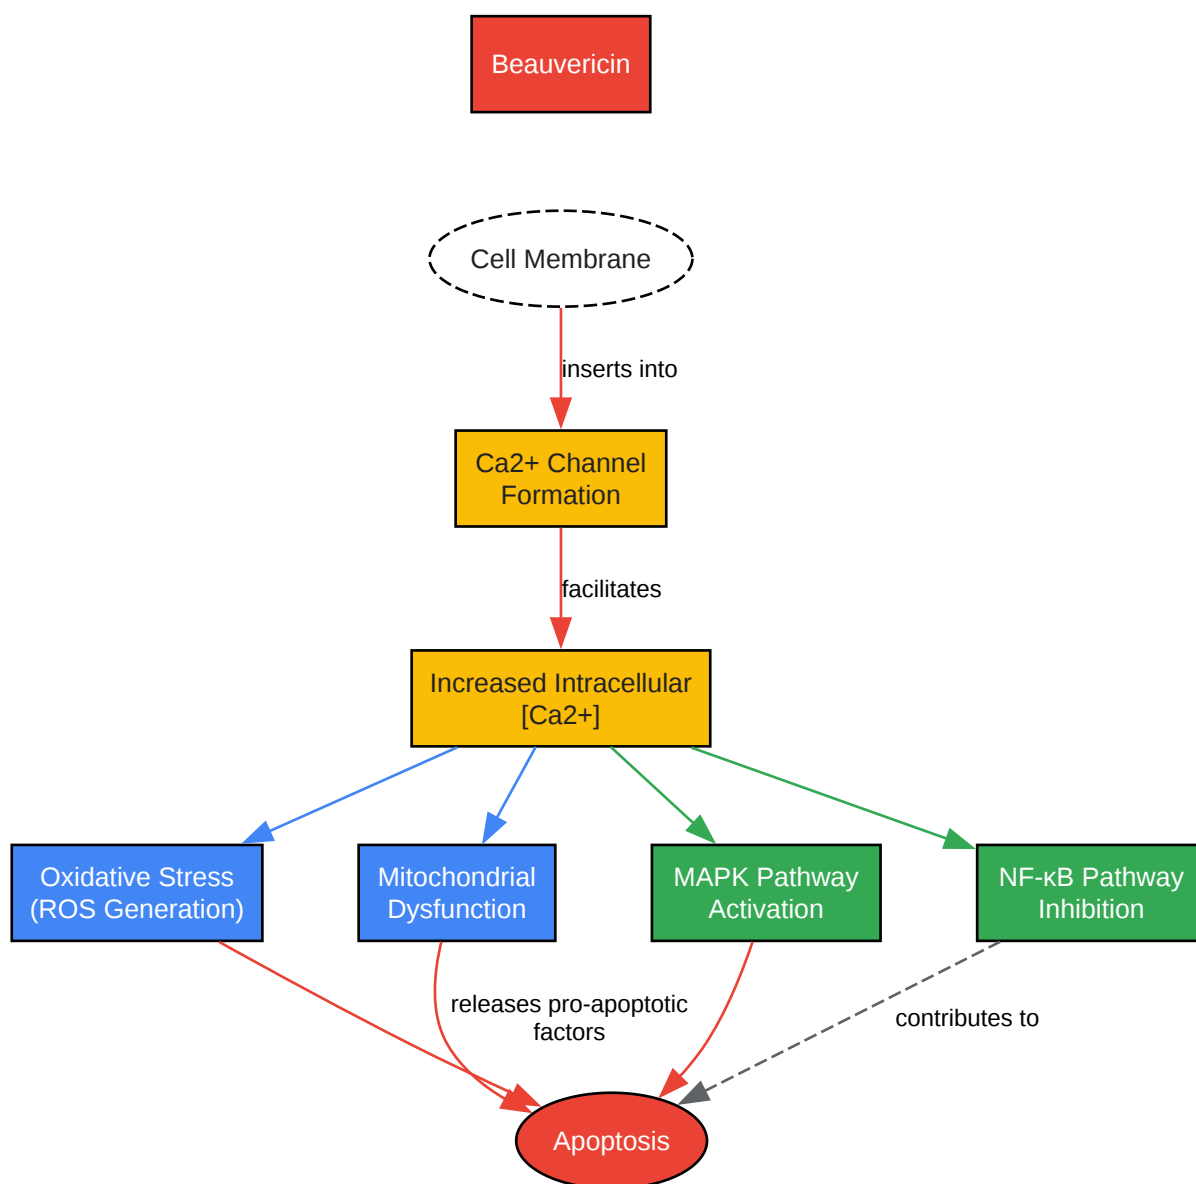 Beauvericin
Cell Membrane
inserts into
Ca2+ Channel
Formation
facilitates
Increased Intracellular
[Ca2+]
Oxidative Stress
(ROS Generation)
Mitochondrial
Dysfunction
MAPK Pathway
Activation
NF-κB Pathway
Inhibition
releases pro-apoptotic
factors
contributes to
Apoptosis